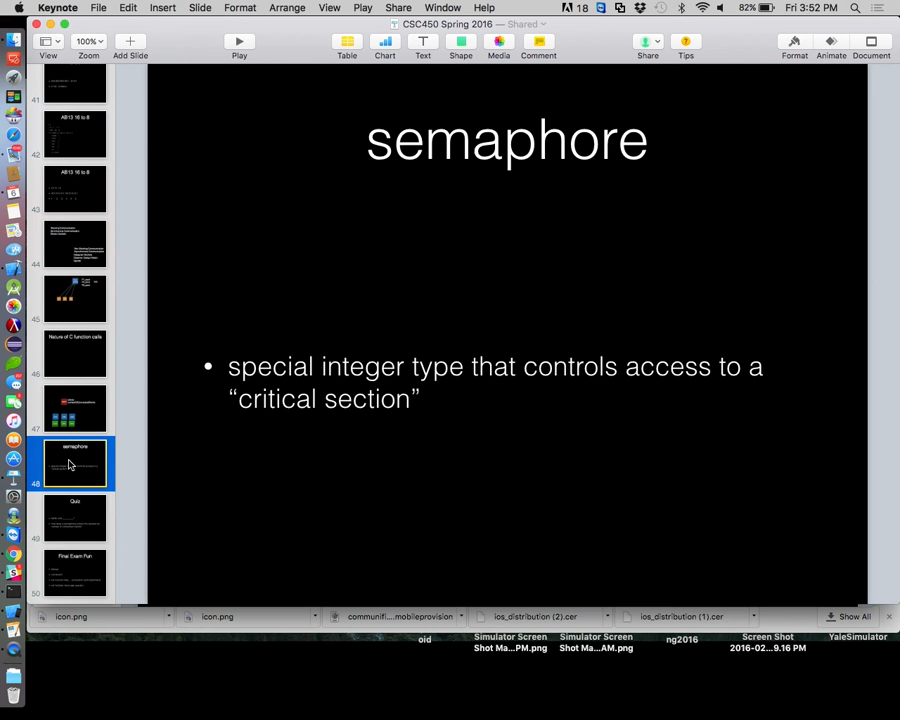 Keynote File Edit Insert Slide Format Arrange View Play Share Window Help 18 82% Fri 3:52 PM
CSC450 Spring 2016 — Shared
100%
View Zoom Add Slide Play Table Chart Text Shape Media Comment Share Tips Format Animate Document
41
AB13 16 to 8
42
AB13 16 to 8
43
44
45
Nature of C function calls
46
47
semaphore
48
Quiz
49
Final Exam Fun
50
semaphore
• special integer type that controls access to a
“critical section”
icon.png icon.png communifi....mobileprovision ios_distribution (2).cer ios_distribution (1).cer Show All
oid Simulator Screen Simulator Screen ng2016 Screen Shot YaleSimulator
Shot Ma...PM.png Shot Ma...AM.png 2016-02...9.16 PM